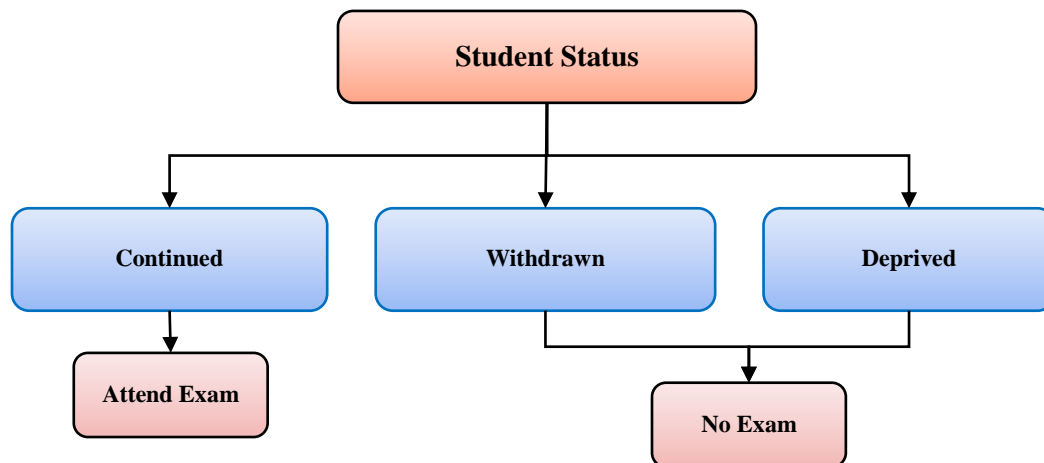 Student Status
Continued
Withdrawn
Deprived
Attend Exam
No Exam